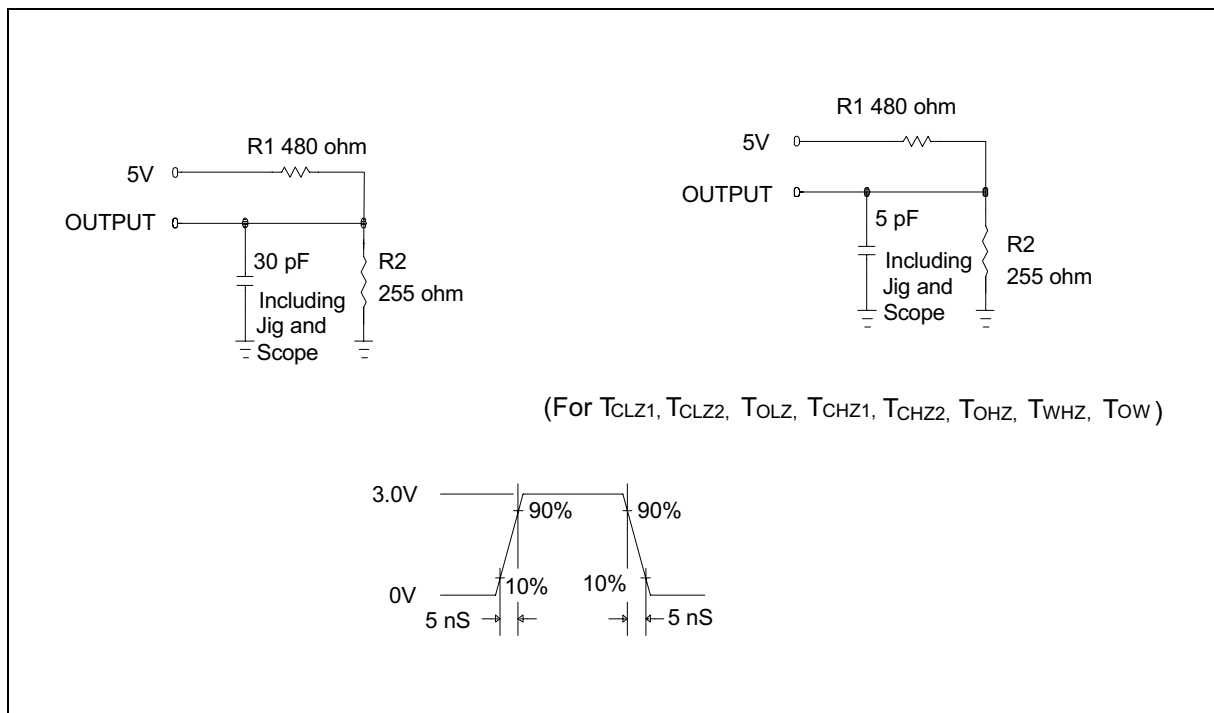 R1 480 ohm
5V
OUTPUT
30 pF
Including
Jig and
Scope
R2
255 ohm
R1 480 ohm
5V
OUTPUT
5 pF
Including
Jig and
Scope
R2
255 ohm
(For TCLZ1, TCLZ2, TOLZ, TCHZ1, TCHZ2, TOHZ, TWHZ, TOW )
3.0V
90%
90%
10%
10%
0V
5 nS
5 nS